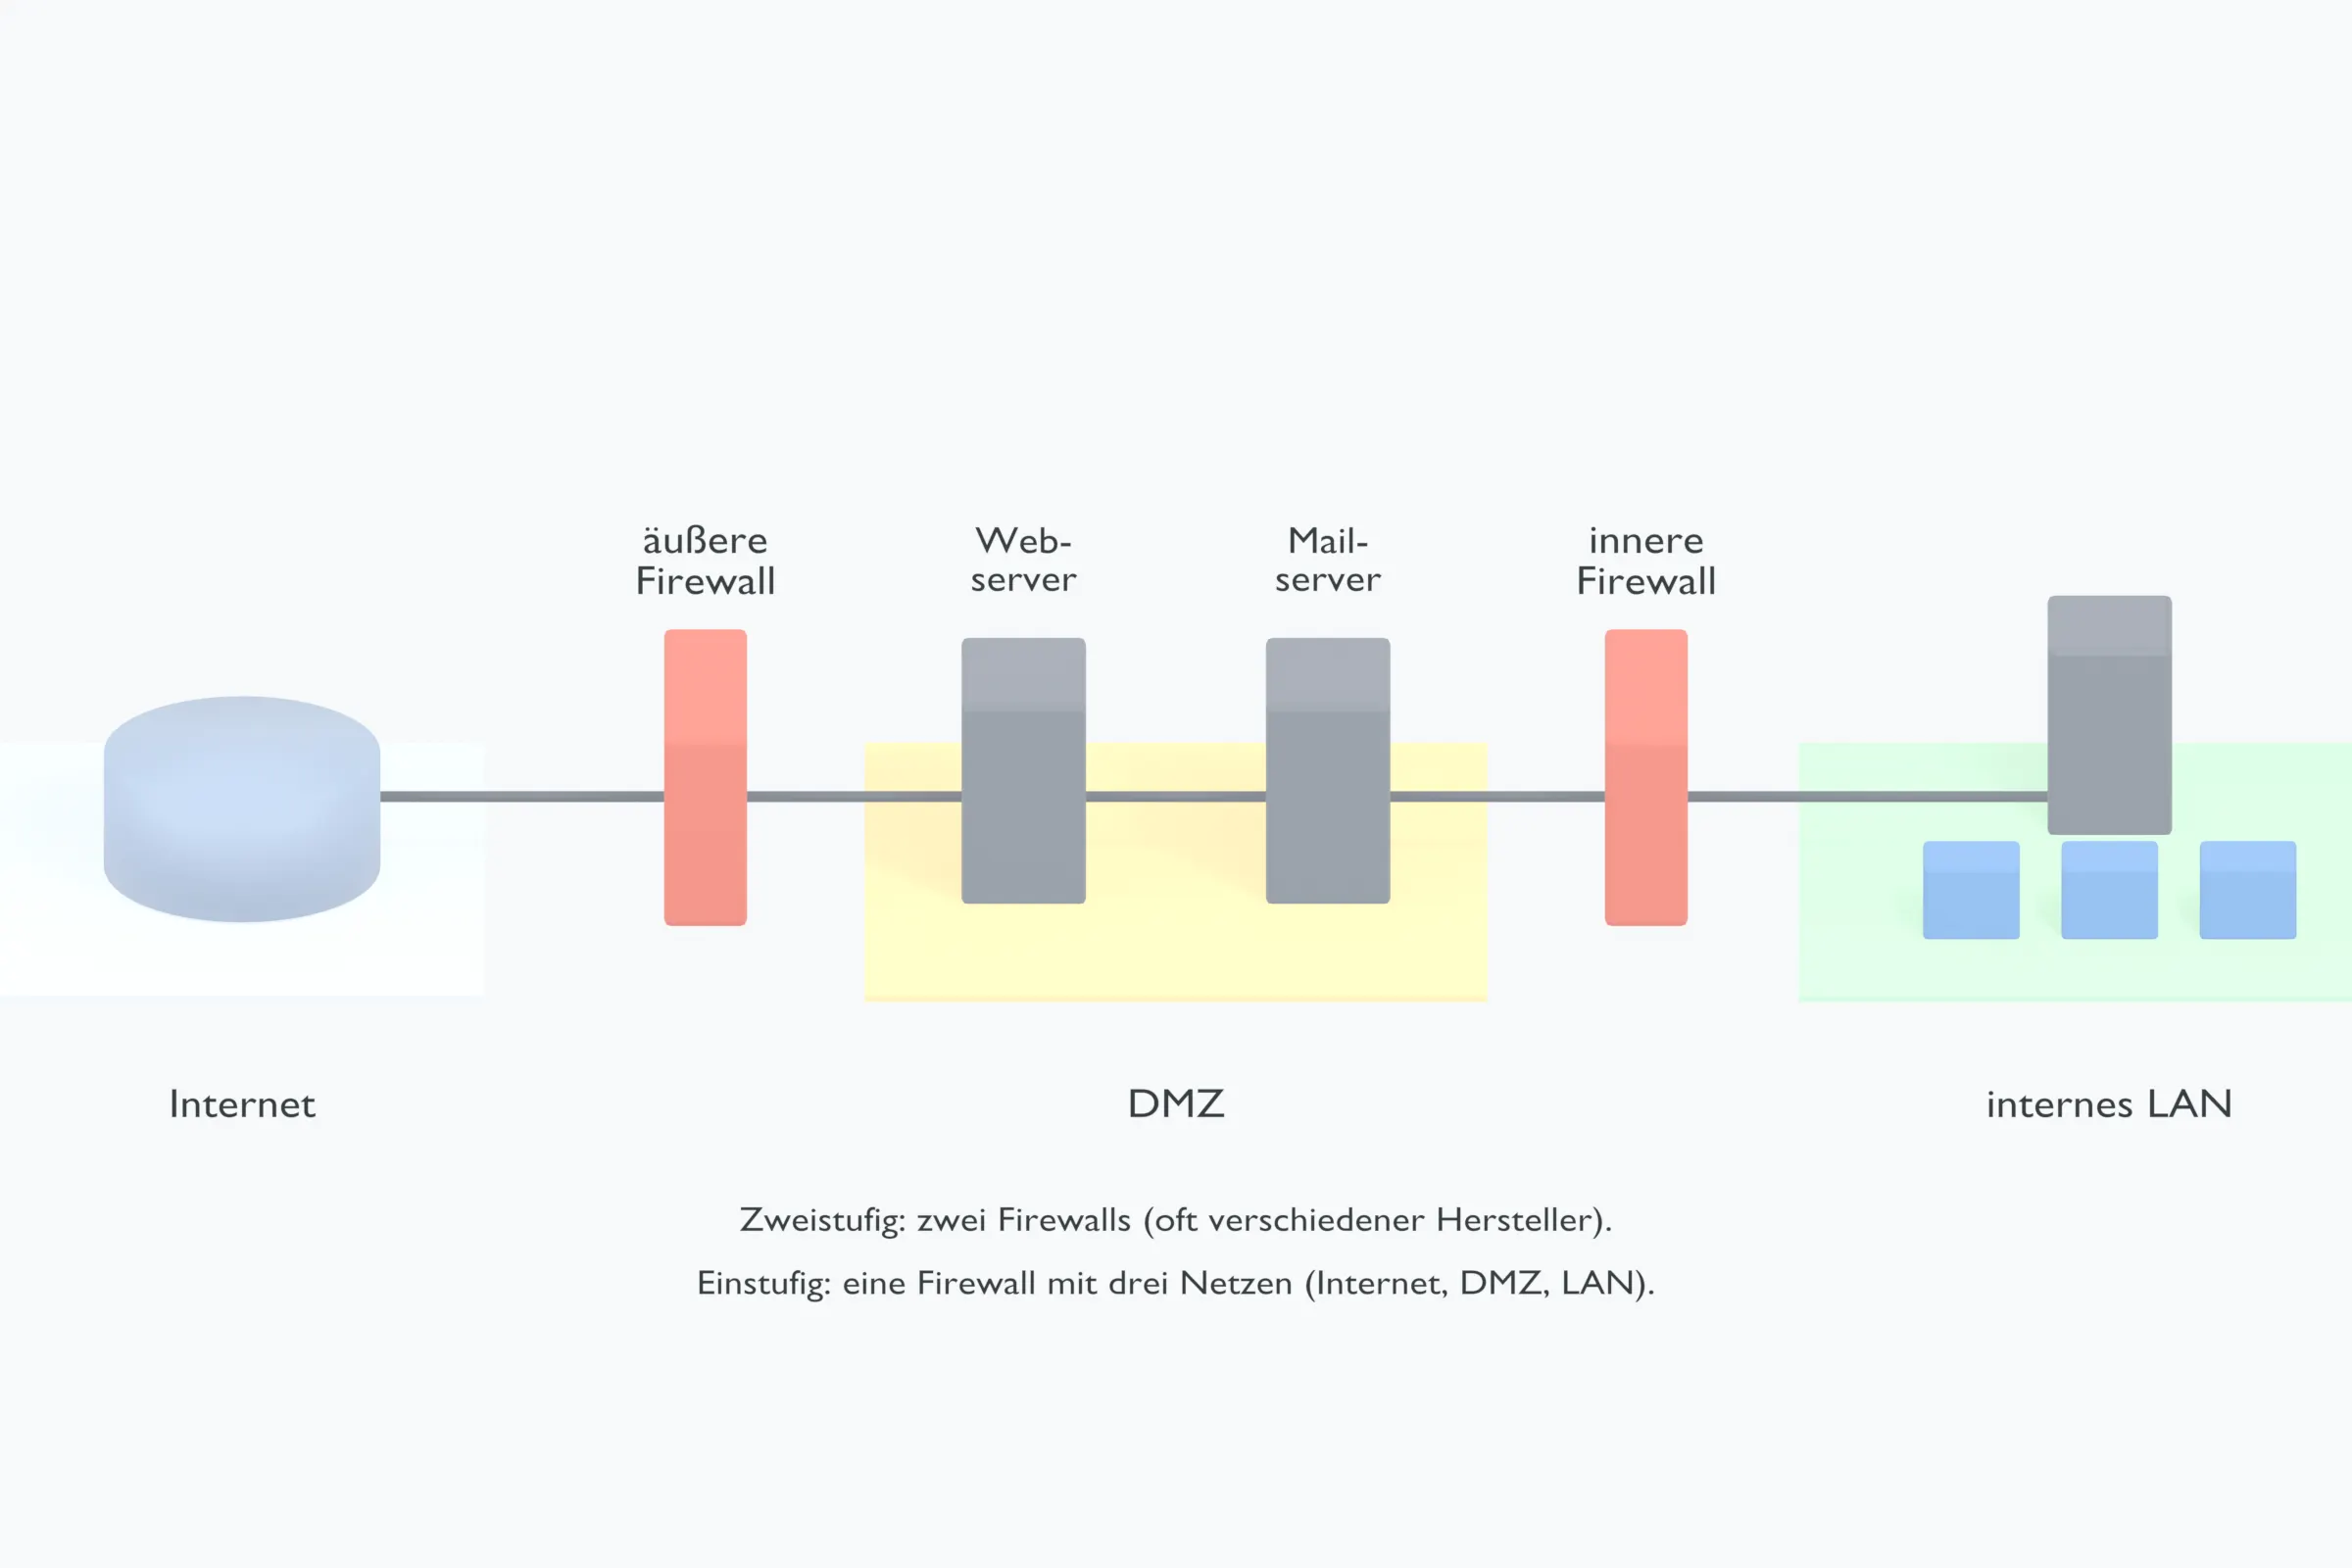 äußere
Firewall
Web-
server
Mail-
server
innere
Firewall
Internet
DMZ
internes LAN
Zweistufig: zwei Firewalls (oft verschiedener Hersteller).
Einstufig: eine Firewall mit drei Netzen (Internet, DMZ, LAN).